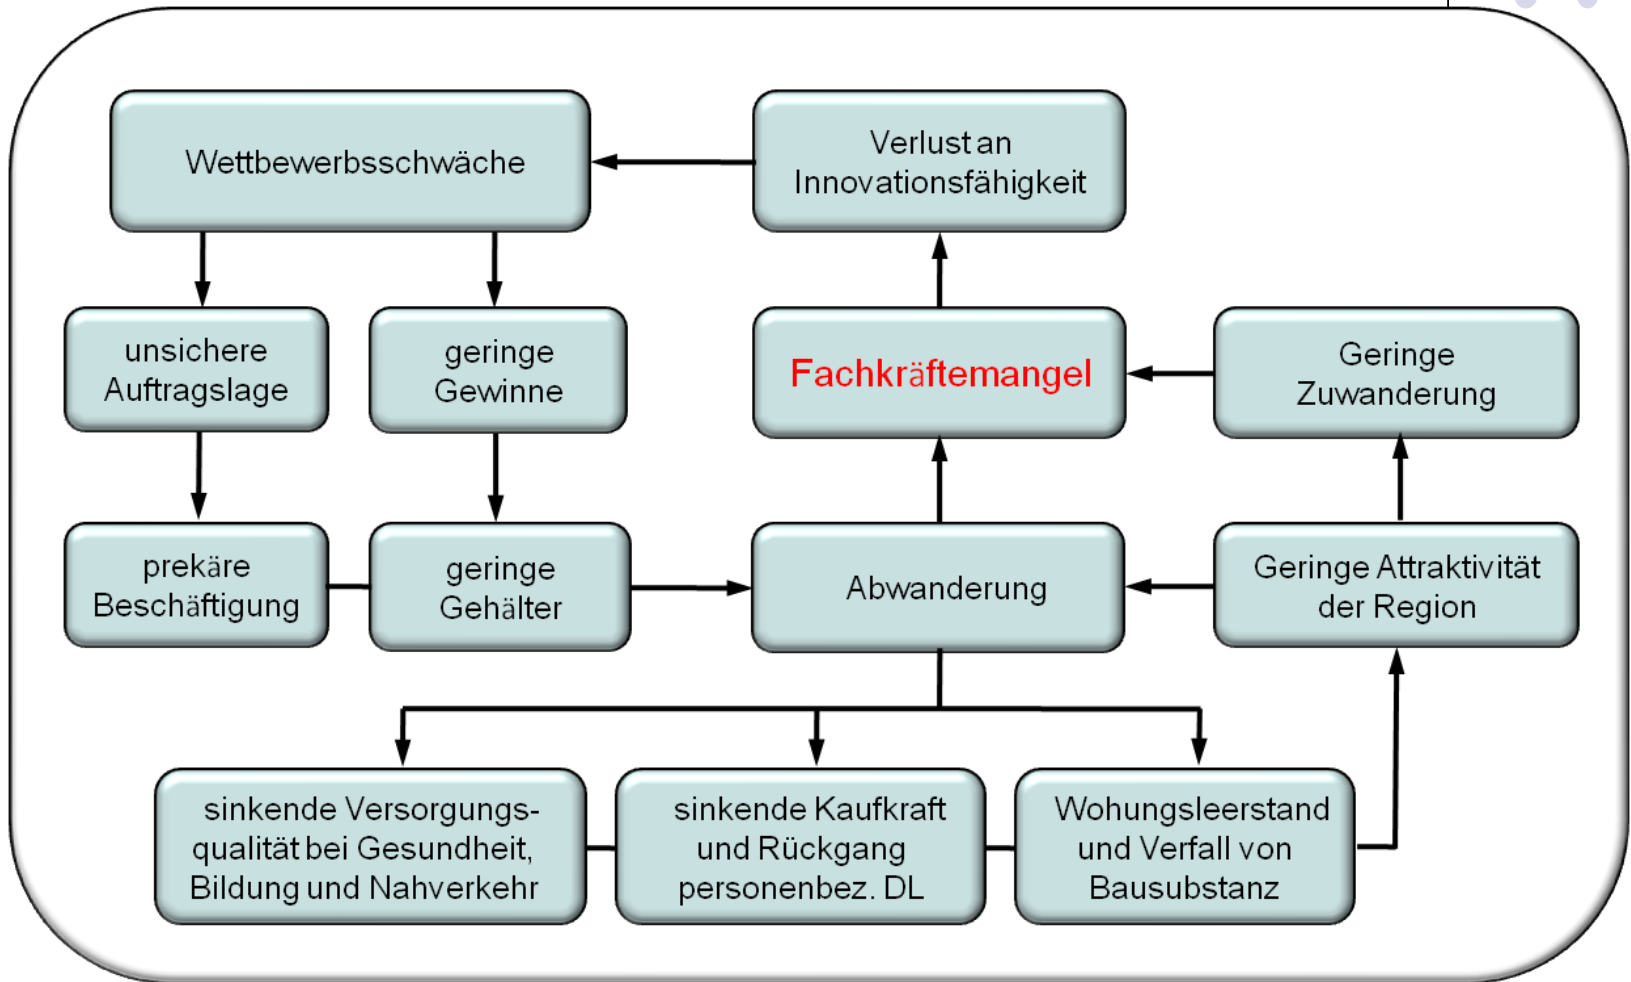 Wettbewerbsschwäche
Verlust an
Innovationsfähigkeit
unsichere
Auftragslage
geringe
Gewinne
Fachkräftemangel
Geringe
Zuwanderung
prekäre
Beschäftigung
geringe
Gehälter
Abwanderung
Geringe Attraktivität
der Region
sinkende Versorgungs-
qualität bei Gesundheit,
Bildung und Nahverkehr
sinkende Kaufkraft
und Rückgang
personenbez. DL
Wohungsleerstand
und Verfall von
Bausubstanz